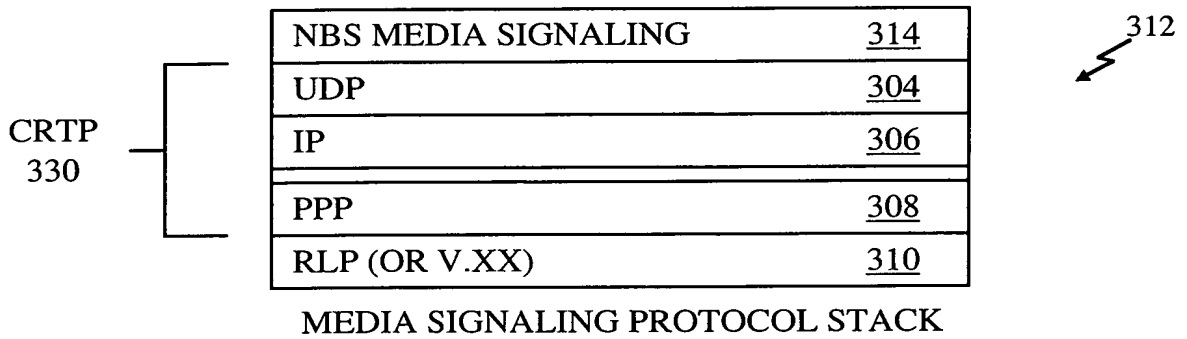 NBS MEDIA SIGNALING 314
312
UDP 304
CRTP
330
IP 306
PPP 308
RLP (OR V.XX) 310
MEDIA SIGNALING PROTOCOL STACK